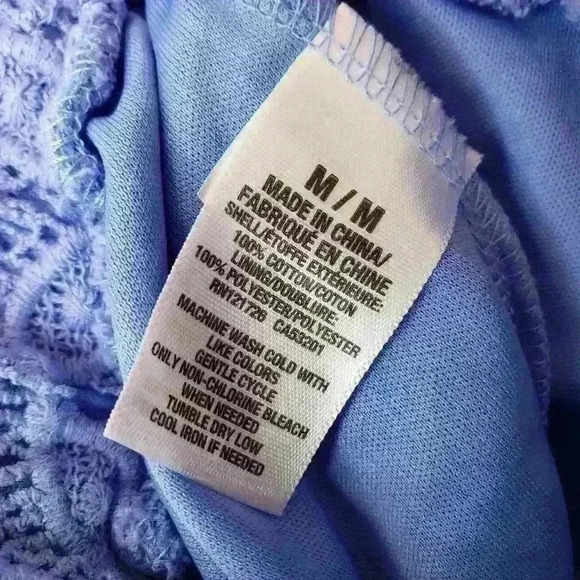 M / M
MADE IN CHINA/
FABRIQUÉ EN CHINE
SHELL/ÉTOFFE EXTÉRIEURE:
100% COTTON/COTON
LINING/DOUBLURE:
100% POLYESTER/POLYESTER
RN121726 CA53201
MACHINE WASH COLD WITH
LIKE COLORS
GENTLE CYCLE
ONLY NON-CHLORINE BLEACH
WHEN NEEDED
TUMBLE DRY LOW
COOL IRON IF NEEDED